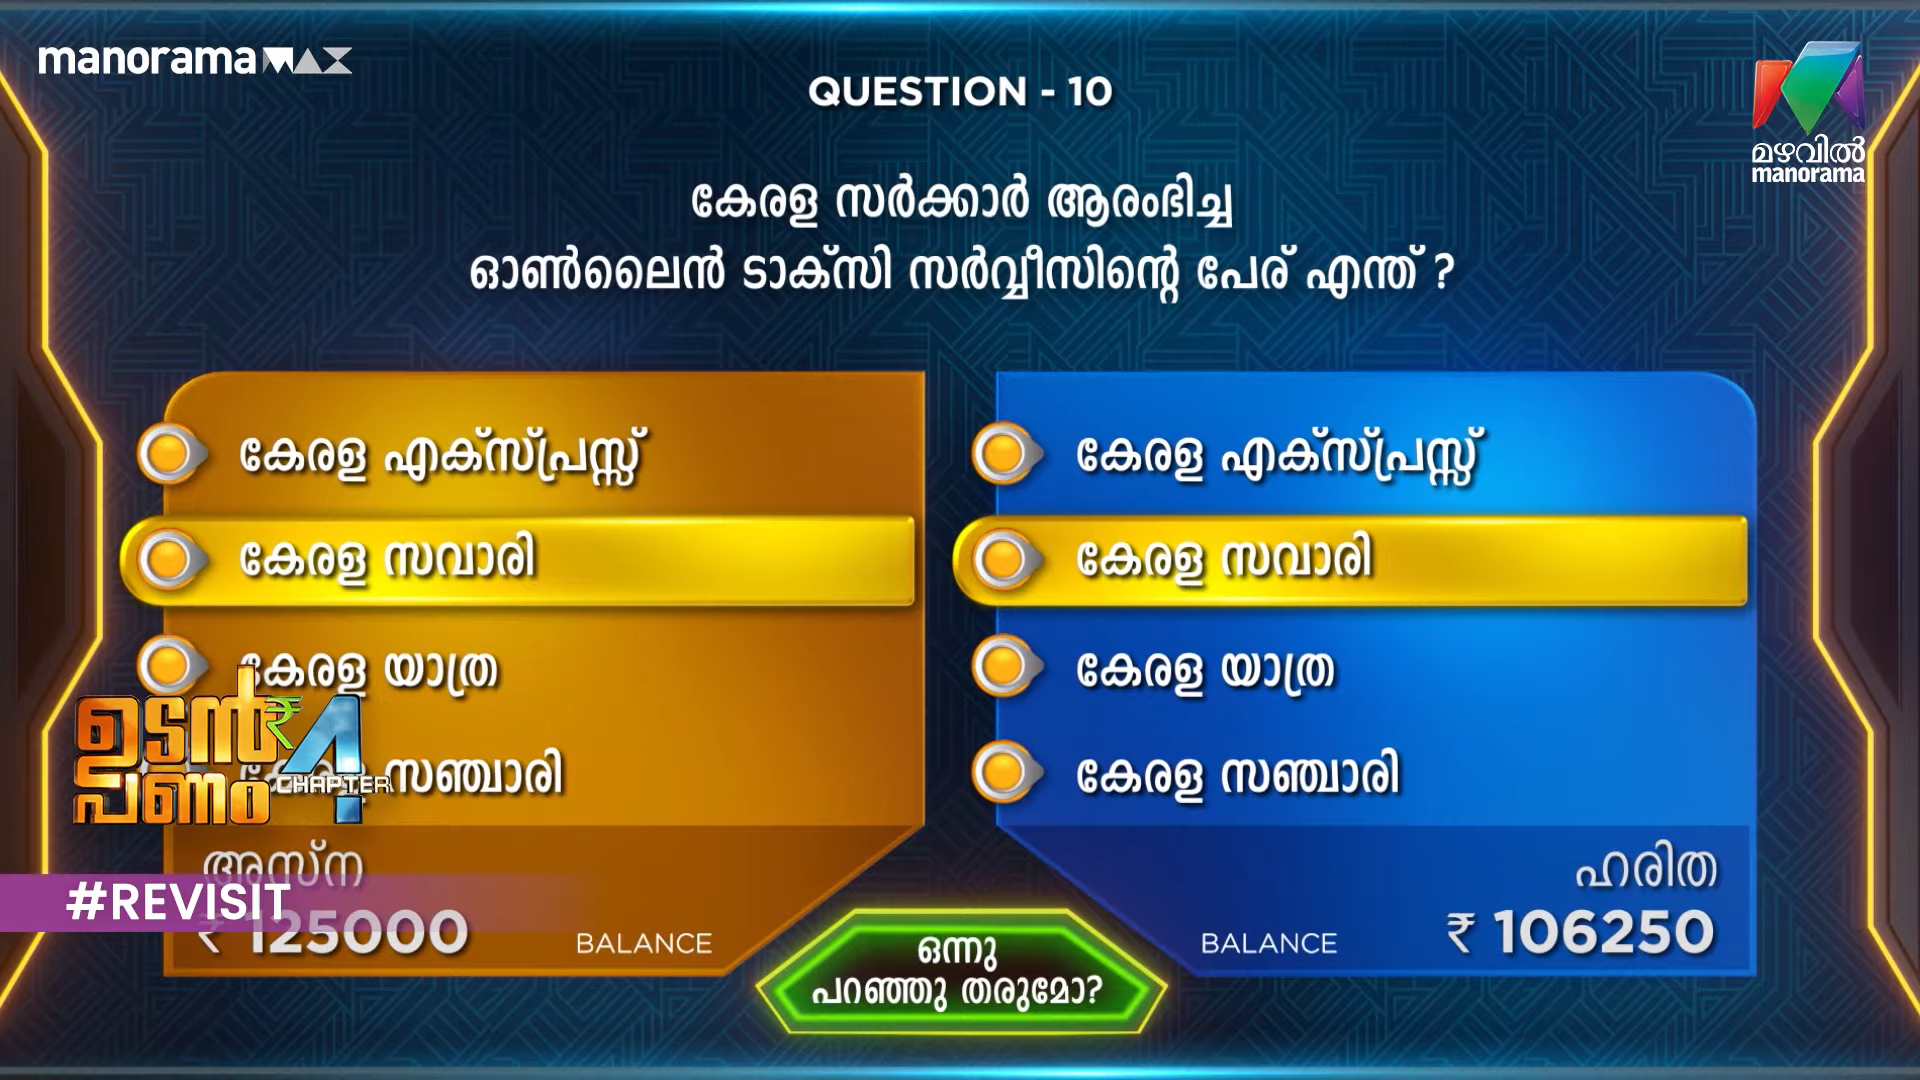 manorama MAX
QUESTION - 10
മഴവിൽ
manorama
കേരള സർക്കാർ ആരംഭിച്ച
ഓൺലൈൻ ടാക്സി സർവ്വീസിന്റെ പേര് എന്ത് ?
കേരള എക്സ്പ്രസ്സ്
കേരള സവാരി
കേരള യാത്ര
കേരള സഞ്ചാരി
കേരള എക്സ്പ്രസ്സ്
കേരള സവാരി
കേരള യാത്ര
കേരള സഞ്ചാരി
ഉടൻ
പണം
CHAPTER 4
അസ്ന
#REVISIT
₹ 125000
BALANCE
ഹരിത
BALANCE
₹ 106250
ഒന്നു
പറഞ്ഞു തരുമോ?